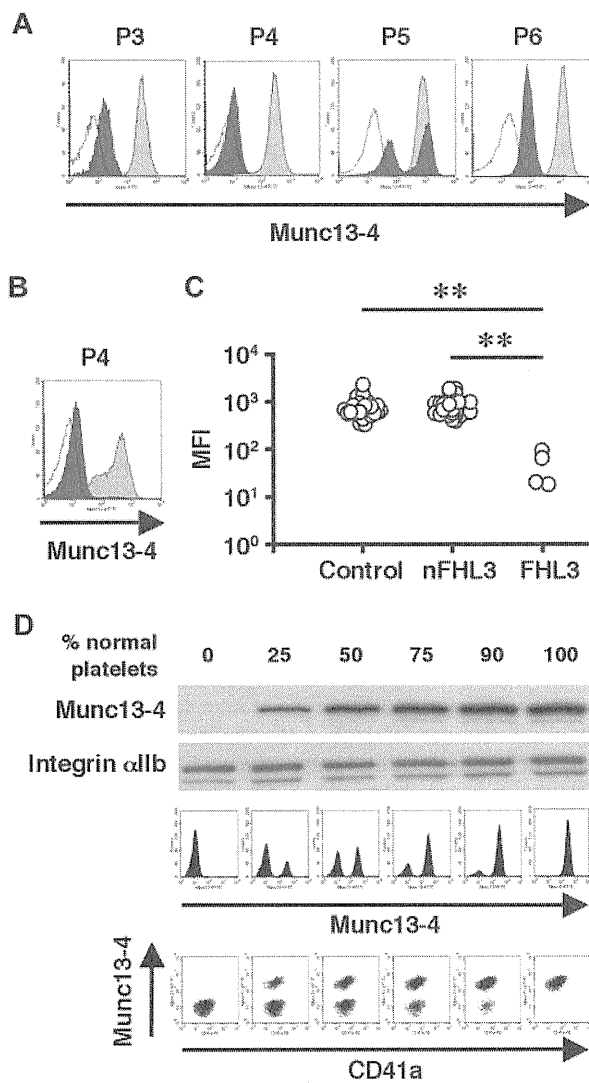 A
P3 P4 P5 P6
Munc13-4
B
P4
Munc13-4
C
**
**
MFI
10⁴
10³
10²
10¹
10⁰
Control nFHL3 FHL3
D
% normal platelets
0 25 50 75 90 100
Munc13-4
Integrin αIIb
Munc13-4
Munc13-4
CD41a